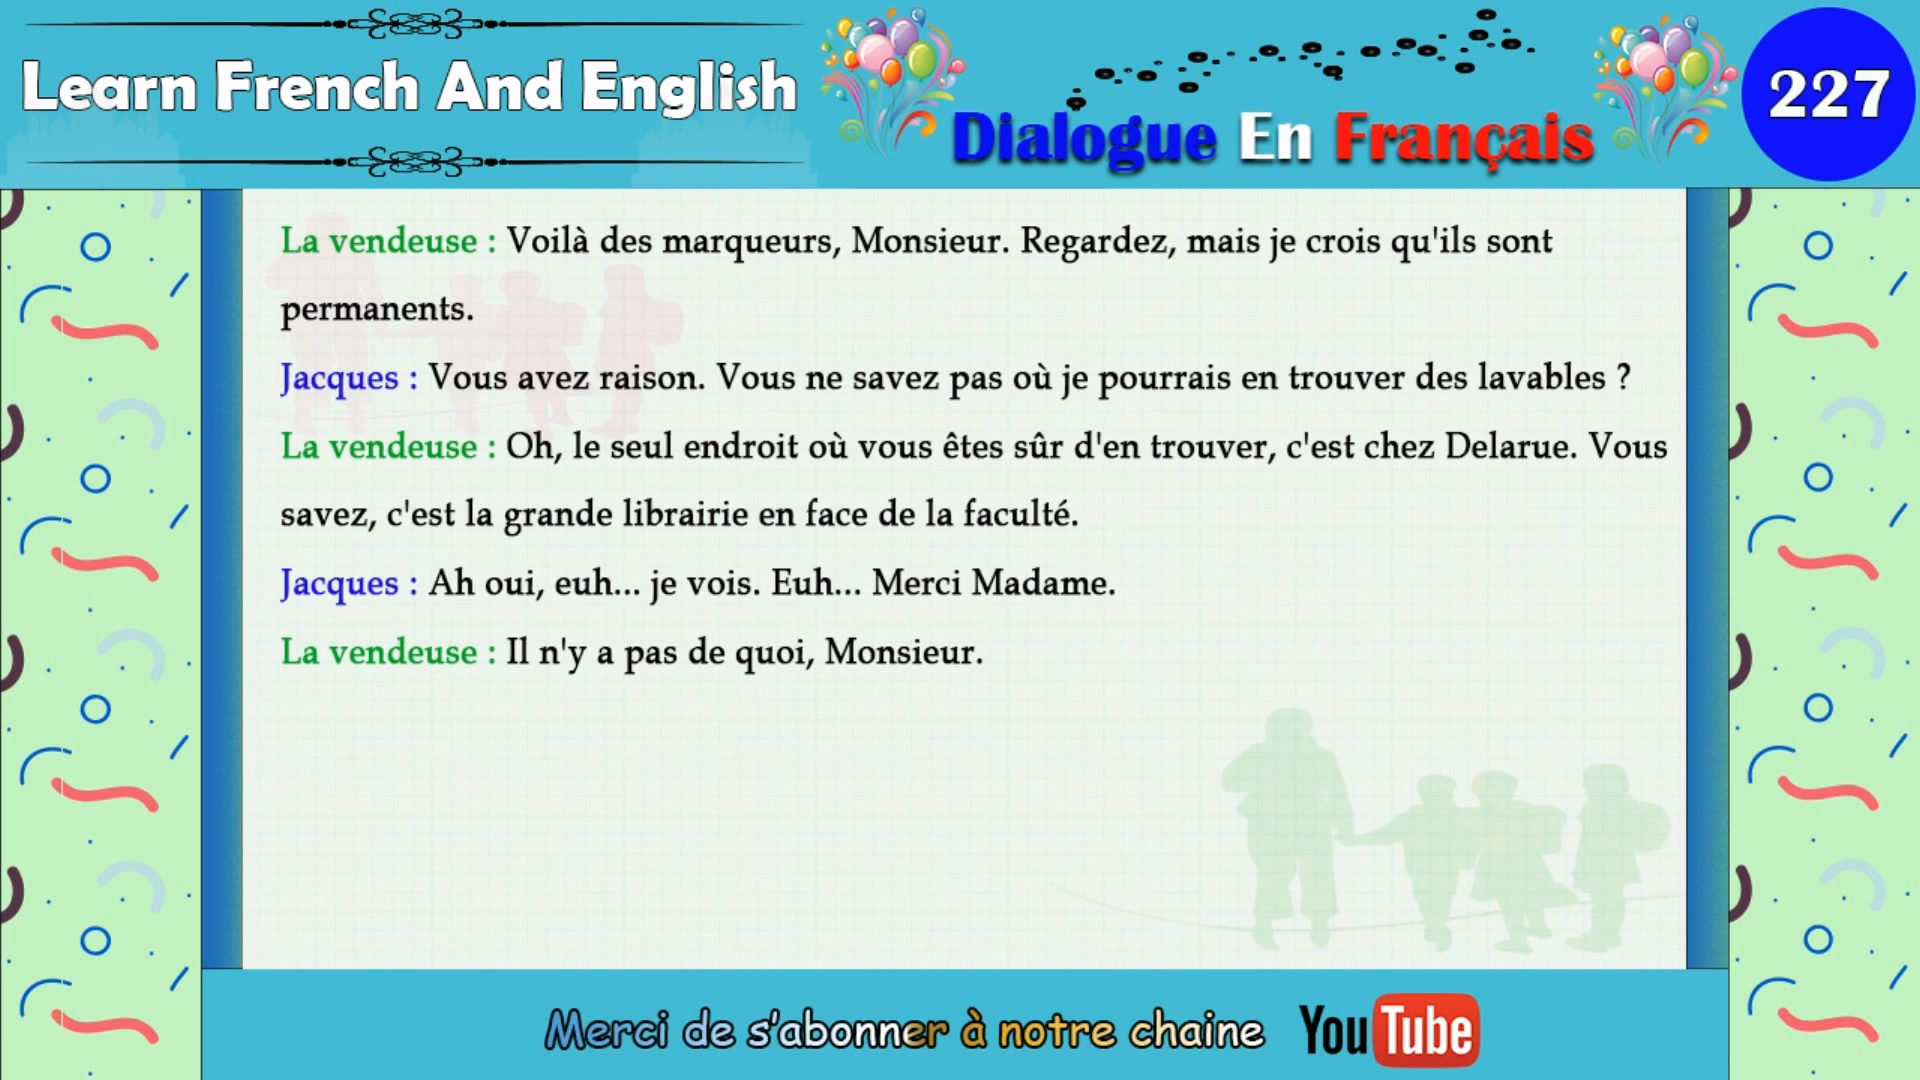 Learn French And English
Dialogue En Français
227
La vendeuse : Voilà des marqueurs, Monsieur. Regardez, mais je crois qu'ils sont
permanents.
Jacques : Vous avez raison. Vous ne savez pas où je pourrais en trouver des lavables ?
La vendeuse : Oh, le seul endroit où vous êtes sûr d'en trouver, c'est chez Delarue. Vous
savez, c'est la grande librairie en face de la faculté.
Jacques : Ah oui, euh... je vois. Euh... Merci Madame.
La vendeuse : Il n'y a pas de quoi, Monsieur.
Merci de s'abonner à notre chaine YouTube